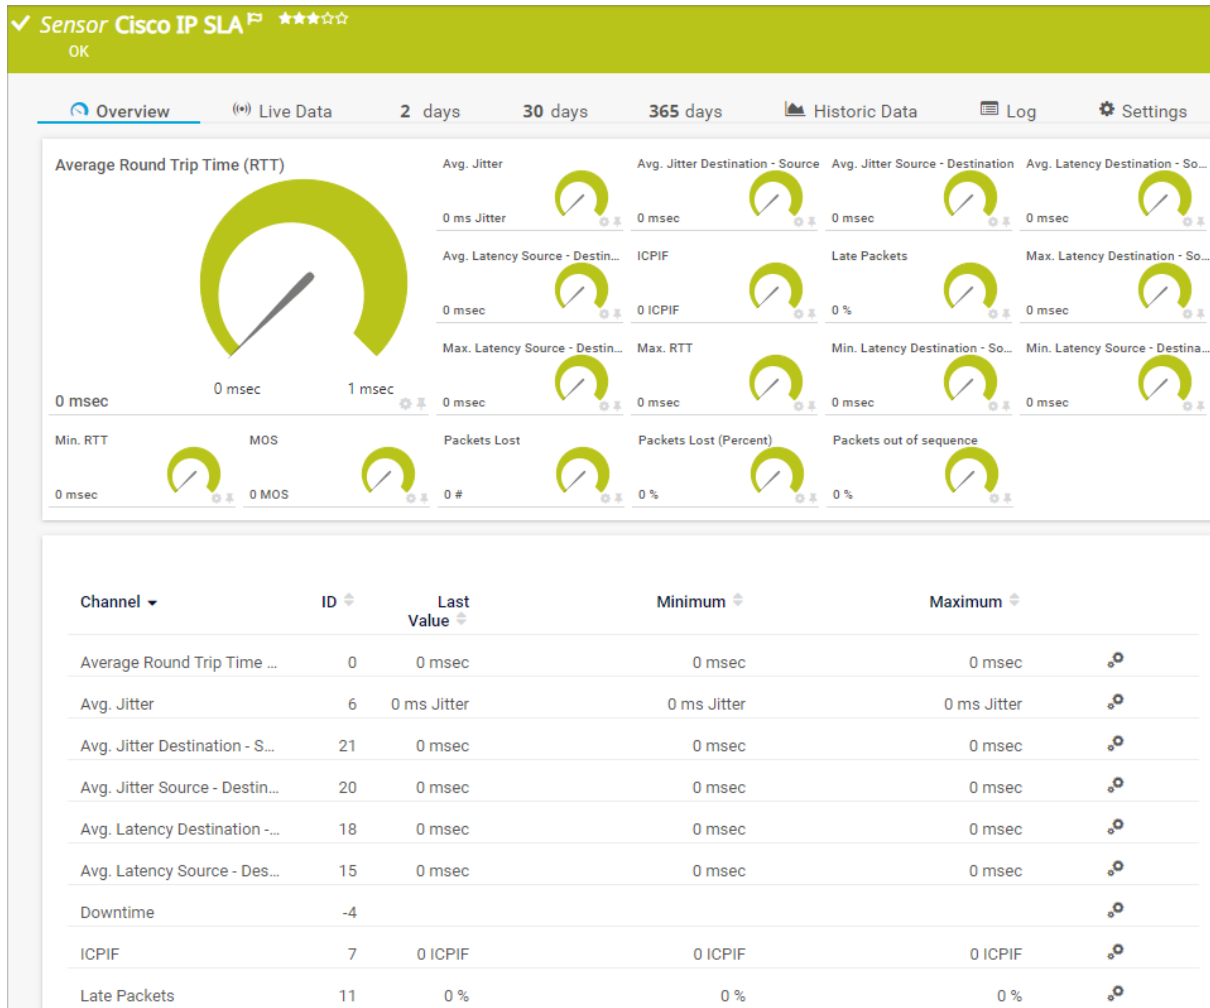 Sensor Cisco IP SLA
OK
Overview Live Data 2 days 30 days 365 days Historic Data Log Settings
Average Round Trip Time (RTT)
0 msec
1 msec
0 msec
Avg. Jitter
0 ms Jitter
Avg. Jitter Destination - Source
0 msec
Avg. Jitter Source - Destination
0 msec
Avg. Latency Destination - So...
0 msec
Avg. Latency Source - Destin...
0 msec
ICPIF
0 ICPIF
Late Packets
0 %
Max. Latency Destination - So...
0 msec
Max. Latency Source - Destin...
0 msec
Max. RTT
0 msec
Min. Latency Destination - So...
0 msec
Min. Latency Source - Destina...
0 msec
Min. RTT
0 msec
MOS
0 MOS
Packets Lost
0 #
Packets Lost (Percent)
0 %
Packets out of sequence
0 %
Channel ID Last Value Minimum Maximum
Average Round Trip Time ... 0 0 msec 0 msec 0 msec
Avg. Jitter 6 0 ms Jitter 0 ms Jitter 0 ms Jitter
Avg. Jitter Destination - S... 21 0 msec 0 msec 0 msec
Avg. Jitter Source - Destin... 20 0 msec 0 msec 0 msec
Avg. Latency Destination -... 18 0 msec 0 msec 0 msec
Avg. Latency Source - Des... 15 0 msec 0 msec 0 msec
Downtime -4
ICPIF 7 0 ICPIF 0 ICPIF 0 ICPIF
Late Packets 11 0 % 0 % 0 %